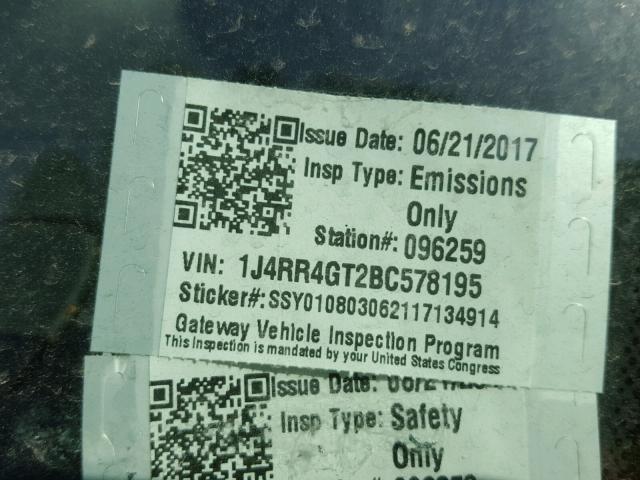 Issue Date: 06/21/2017
Insp Type: Emissions
Only
Station#: 096259
VIN: 1J4RR4GT2BC578195
Sticker#: SSY010803062117134914
Gateway Vehicle Inspection Program
This Inspection is mandated by your United States Congress
Issue Date:
Insp Type: Safety
Only